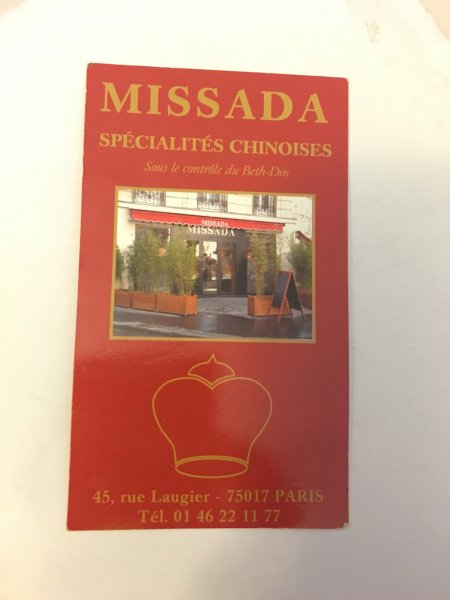 MISSADA
SPÉCIALITÉS CHINOISES
Sous le contrôle du Beth-Din
MISSADA
MISSADA
45, rue Laugier - 75017 PARIS
Tél. 01 46 22 11 77